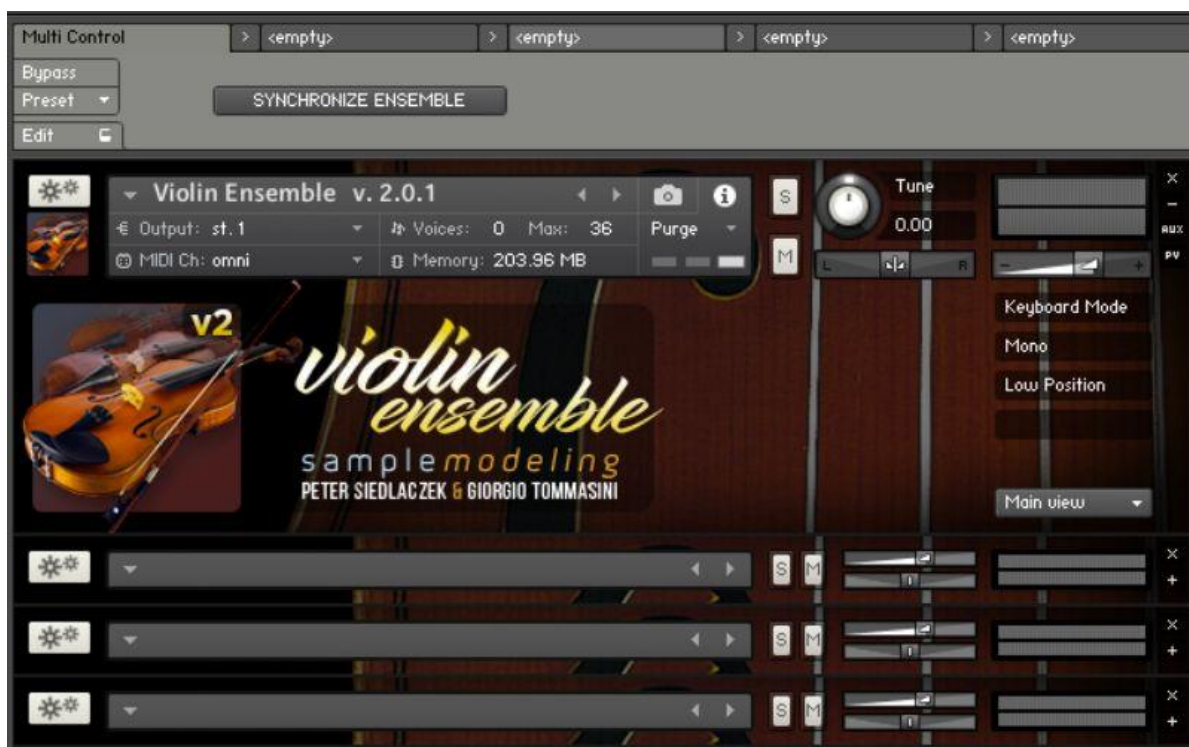 Multi Control > <empty> > <empty> > <empty> > <empty>
Bypass
Preset
SYNCHRONIZE ENSEMBLE
Edit
Violin Ensemble v. 2.0.1
Output: st. 1
Voices: 0 Max: 36
Purge
MIDI Ch: omni
Memory: 203.96 MB
S
M
Tune
0.00
L R
- +
×
-
AUX
PV
Keyboard Mode
Mono
Low Position
Main view
v2
violin
ensemble
samplemodeling
PETER SIEDLACZEK & GIORGIO TOMMASINI
S M × +
S M × +
S M × +